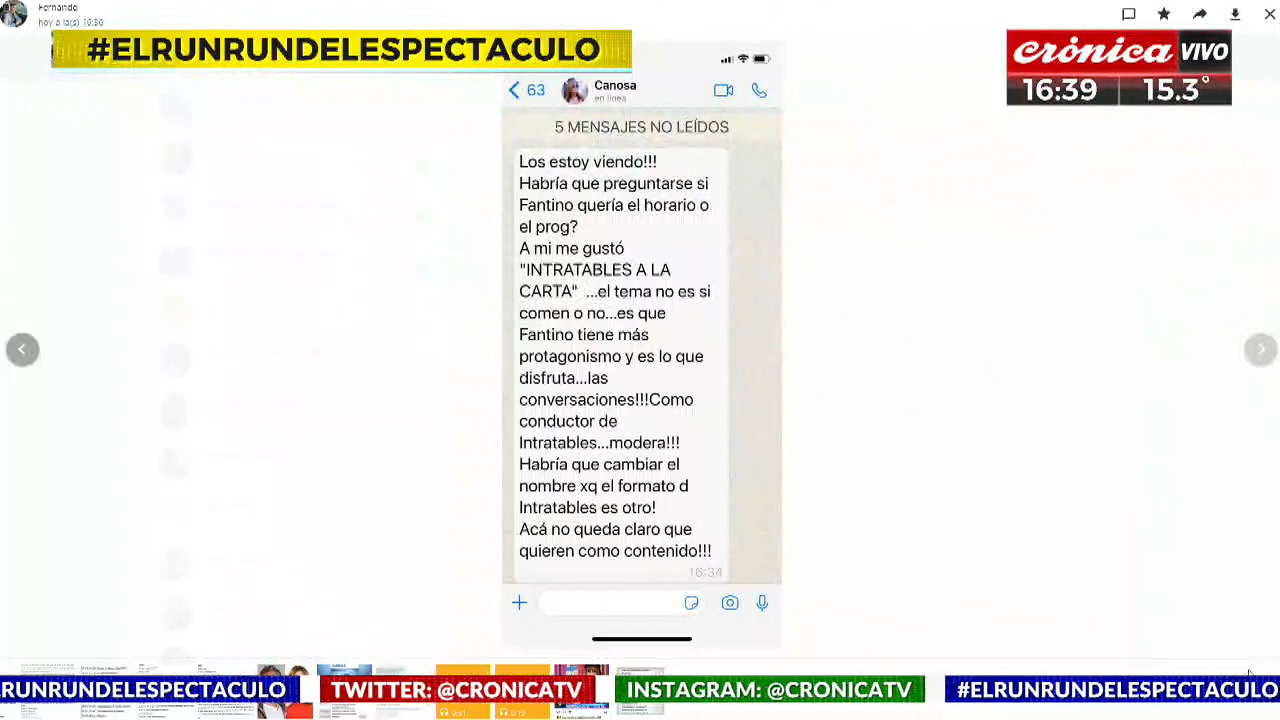 Fernando
hoy a la(s) 16:36
#ELRUNRUNDELESPECTACULO
crónica VIVO
16:39 15.3°
63
Canosa
en línea
5 MENSAJES NO LEÍDOS
Los estoy viendo!!!
Habría que preguntarse si
Fantino quería el horario o
el prog?
A mi me gustó
"INTRATABLES A LA
CARTA" ...el tema no es si
comen o no...es que
Fantino tiene más
protagonismo y es lo que
disfruta...las
conversaciones!!!Como
conductor de
Intratables...modera!!!
Habría que cambiar el
nombre xq el formato d
Intratables es otro!
Acá no queda claro que
quieren como contenido!!!
16:34
RUNRUNDELESPECTACULO
TWITTER: @CRONICATV
INSTAGRAM: @CRONICATV
#ELRUNRUNDELESPECTACULO